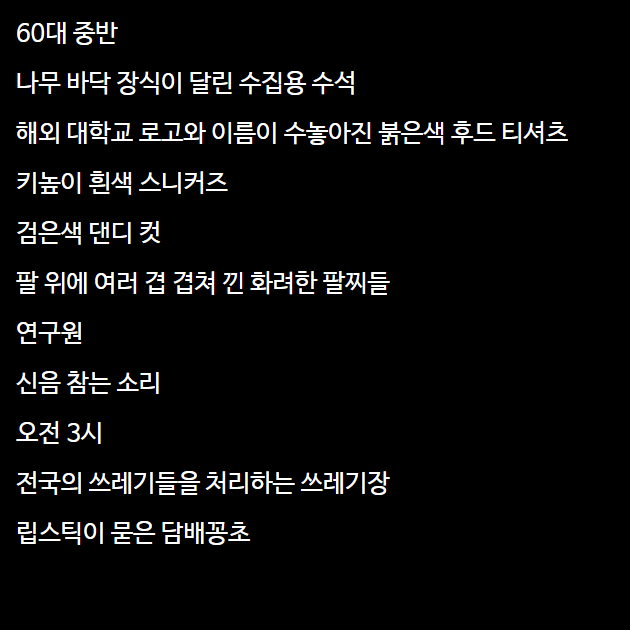 60대 중반
나무 바닥 장식이 달린 수집용 수석
해외 대학교 로고와 이름이 수놓아진 붉은색 후드 티셔츠
키높이 흰색 스니커즈
검은색 댄디 컷
팔 위에 여러 겹 겹쳐 낀 화려한 팔찌들
연구원
신음 참는 소리
오전 3시
전국의 쓰레기들을 처리하는 쓰레기장
립스틱이 묻은 담배꽁초